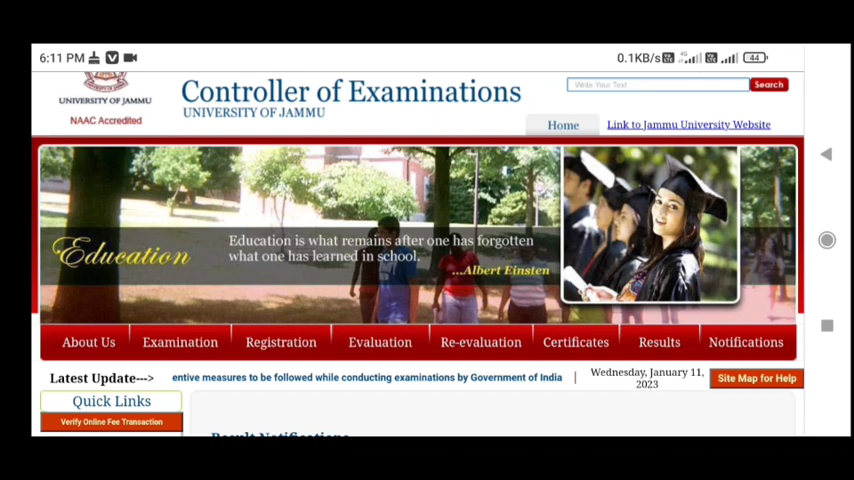 6:11 PM
0.1KB/s
4G
44
UNIVERSITY OF JAMMU
NAAC Accredited
Controller of Examinations
UNIVERSITY OF JAMMU
Write Your Text
Search
Home
Link to Jammu University Website
Education
Education is what remains after one has forgotten
what one has learned in school.
...Albert Einsten
About Us
Examination
Registration
Evaluation
Re-evaluation
Certificates
Results
Notifications
Latest Update--->
entive measures to be followed while conducting examinations by Government of India
Wednesday, January 11,
2023
Site Map for Help
Quick Links
Verify Online Fee Transaction
Result Notifications